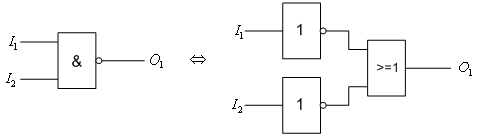 I₁
I₂
&
O₁
⇔
I₁
1
I₂
1
>=1
O₁